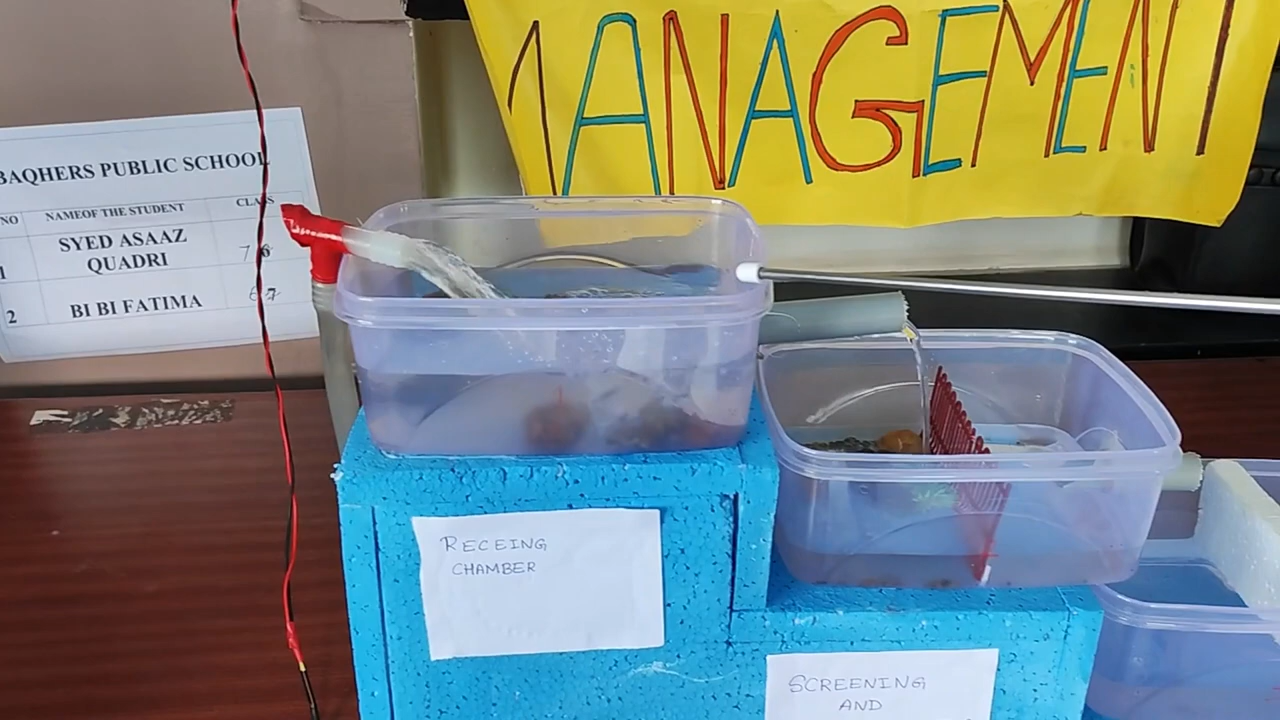 MANAGEMENT
BAQHERS PUBLIC SCHOOL
NO NAMEOF THE STUDENT CLASS
1 SYED ASAAZ QUADRI
2 BI BI FATIMA
RECEING
CHAMBER
SCREENING
AND